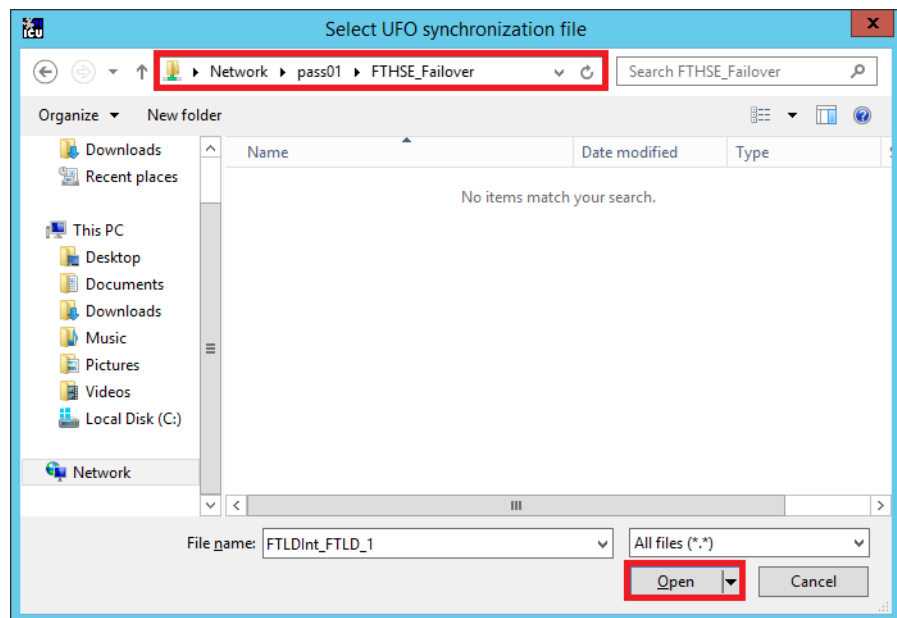 ICU
Select UFO synchronization file
x
Network pass01 FTHSE_Failover
Search FTHSE_Failover
Organize New folder
Name Date modified Type
Downloads
Recent places
No items match your search.
This PC
Desktop
Documents
Downloads
Music
Pictures
Videos
Local Disk (C:)
Network
File name: FTLDInt_FTLD_1 All files (*.*)
Open Cancel